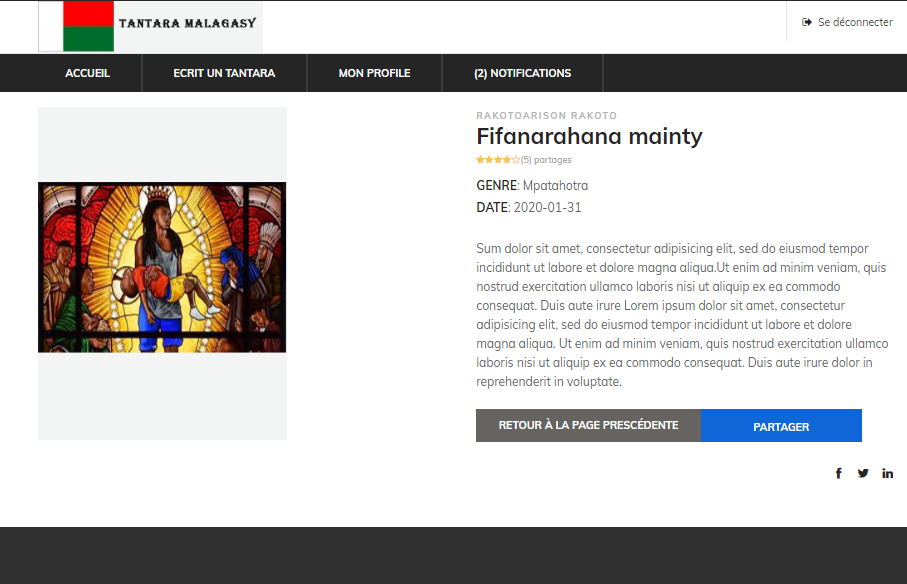 TANTARA MALAGASY
Se déconnecter
ACCUEIL
ECRIT UN TANTARA
MON PROFILE
(2) NOTIFICATIONS
RAKOTOARISON RAKOTO
Fifanarahana mainty
(5) partages
GENRE: Mpatahotra
DATE: 2020-01-31
Sum dolor sit amet, consectetur adipisicing elit, sed do eiusmod tempor
incididunt ut labore et dolore magna aliqua.Ut enim ad minim veniam, quis
nostrud exercitation ullamco laboris nisi ut aliquip ex ea commodo
consequat. Duis aute irure Lorem ipsum dolor sit amet, consectetur
adipisicing elit, sed do eiusmod tempor incididunt ut labore et dolore
magna aliqua. Ut enim ad minim veniam, quis nostrud exercitation ullamco
laboris nisi ut aliquip ex ea commodo consequat. Duis aute irure dolor in
reprehenderit in voluptate.
RETOUR À LA PAGE PRESCÉDENTE
PARTAGER